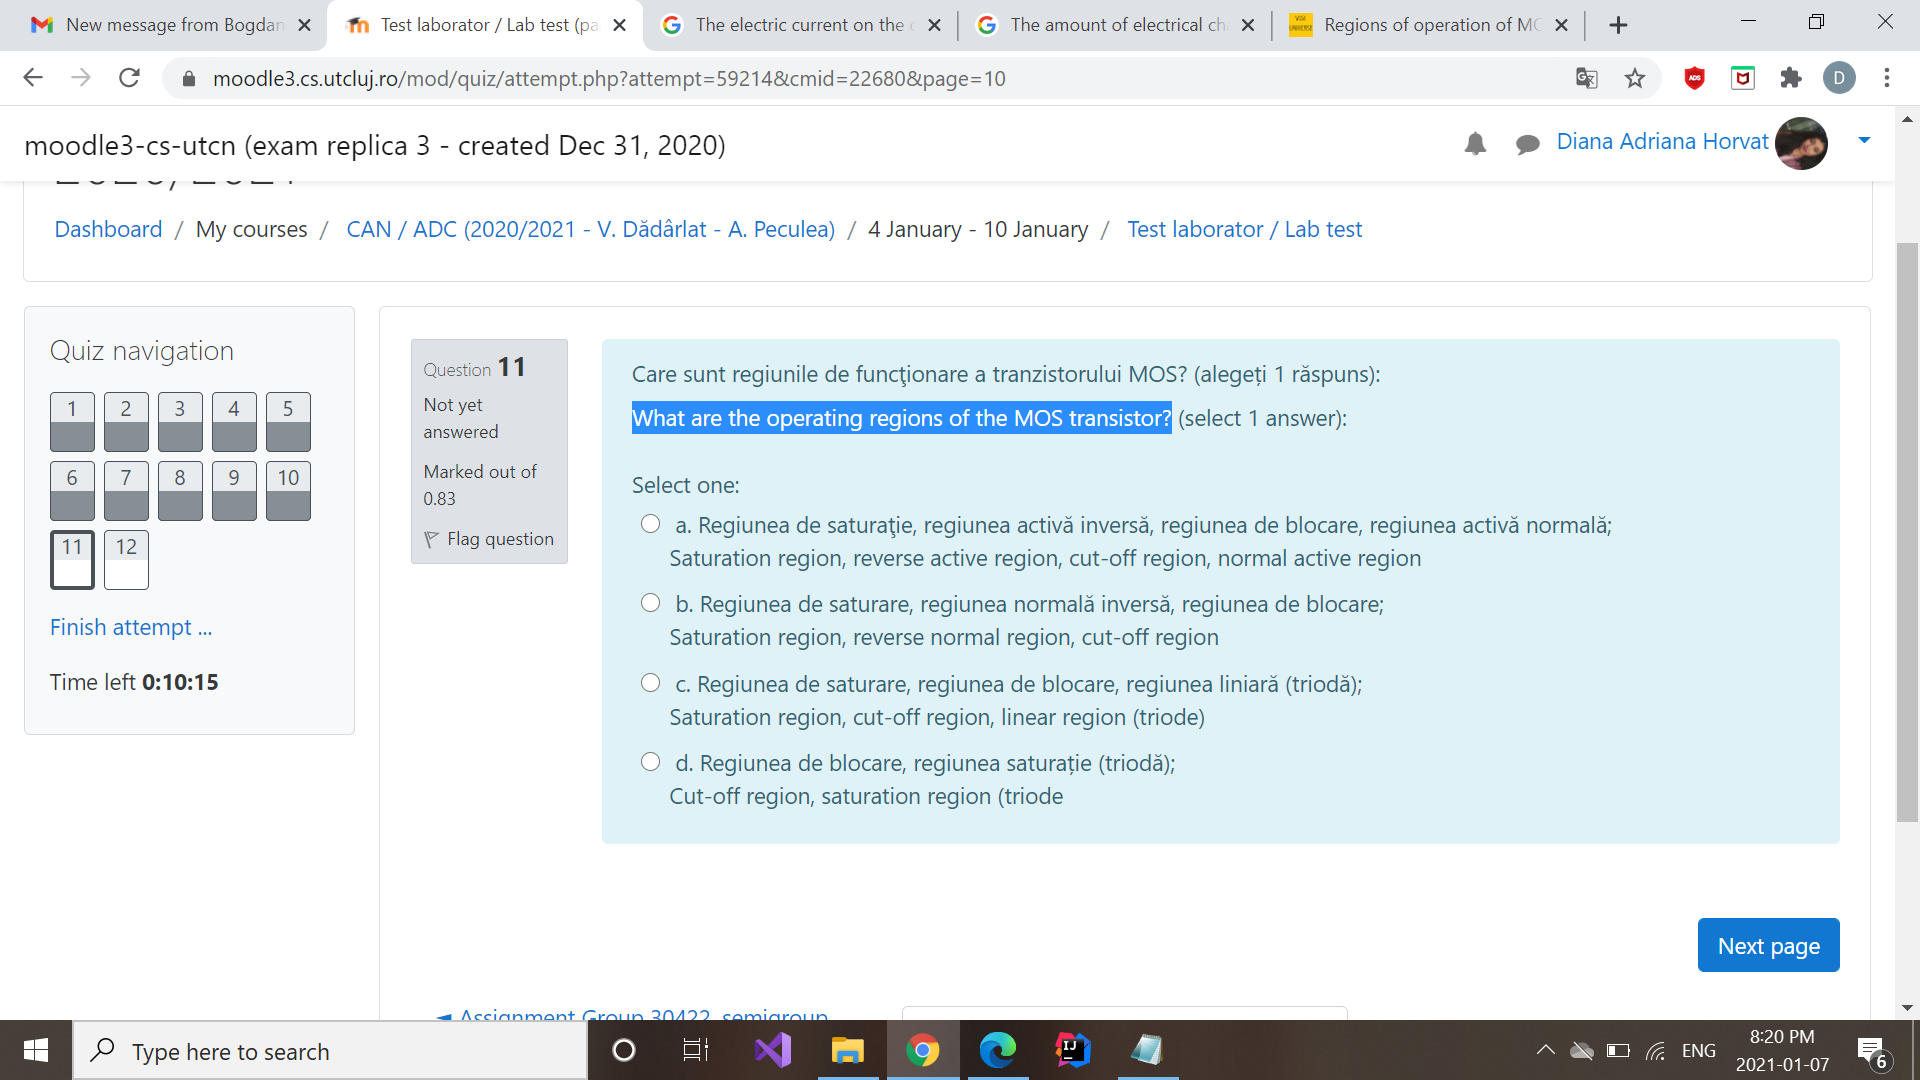 New message from Bogdan
Test laborator / Lab test (pa
The electric current on the
The amount of electrical ch
Regions of operation of MO
moodle3.cs.utcluj.ro/mod/quiz/attempt.php?attempt=59214&cmid=22680&page=10
ADS
D
moodle3-cs-utcn (exam replica 3 - created Dec 31, 2020)
Diana Adriana Horvat
2020/2021
Dashboard / My courses / CAN / ADC (2020/2021 - V. Dădârlat - A. Peculea) / 4 January - 10 January / Test laborator / Lab test
Quiz navigation
1 2 3 4 5
6 7 8 9 10
11 12
Finish attempt ...
Time left 0:10:15
Question 11
Not yet
answered
Marked out of
0.83
Flag question
Care sunt regiunile de funcţionare a tranzistorului MOS? (alegeți 1 răspuns):
What are the operating regions of the MOS transistor? (select 1 answer):
Select one:
a. Regiunea de saturaţie, regiunea activă inversă, regiunea de blocare, regiunea activă normală;
Saturation region, reverse active region, cut-off region, normal active region
b. Regiunea de saturare, regiunea normală inversă, regiunea de blocare;
Saturation region, reverse normal region, cut-off region
c. Regiunea de saturare, regiunea de blocare, regiunea liniară (triodă);
Saturation region, cut-off region, linear region (triode)
d. Regiunea de blocare, regiunea saturație (triodă);
Cut-off region, saturation region (triode
Next page
◄ Assignment Group 30422, semigroup
Type here to search
IJ
ENG
8:20 PM
2021-01-07
6